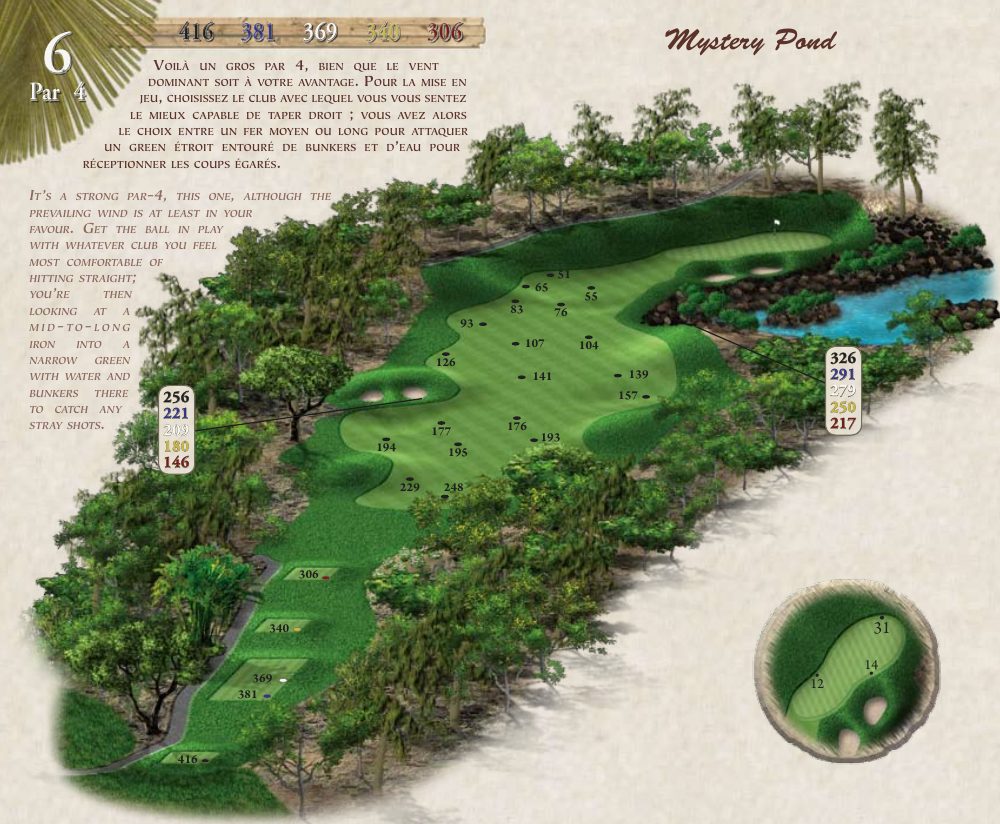 6
Par 4
416 381 369 340 306
Mystery Pond
Voilà un gros par 4, bien que le vent
dominant soit à votre avantage. Pour la mise en
jeu, choisissez le club avec lequel vous vous sentez
le mieux capable de taper droit ; vous avez alors
le choix entre un fer moyen ou long pour attaquer
un green étroit entouré de bunkers et d'eau pour
réceptionner les coups égarés.
It's a strong par-4, this one, although the
prevailing wind is at least in your
favour. Get the ball in play
with whatever club you feel
most comfortable of
hitting straight;
you're then
looking at a
mid-to-long
iron into a
narrow green
with water and
bunkers there
to catch any
stray shots.
51
65
55
83
76
93
107
104
126
141
139
157
177
176
193
194
195
229
248
256
221
209
180
146
326
291
279
250
217
306
340
369
381
416
31
14
12